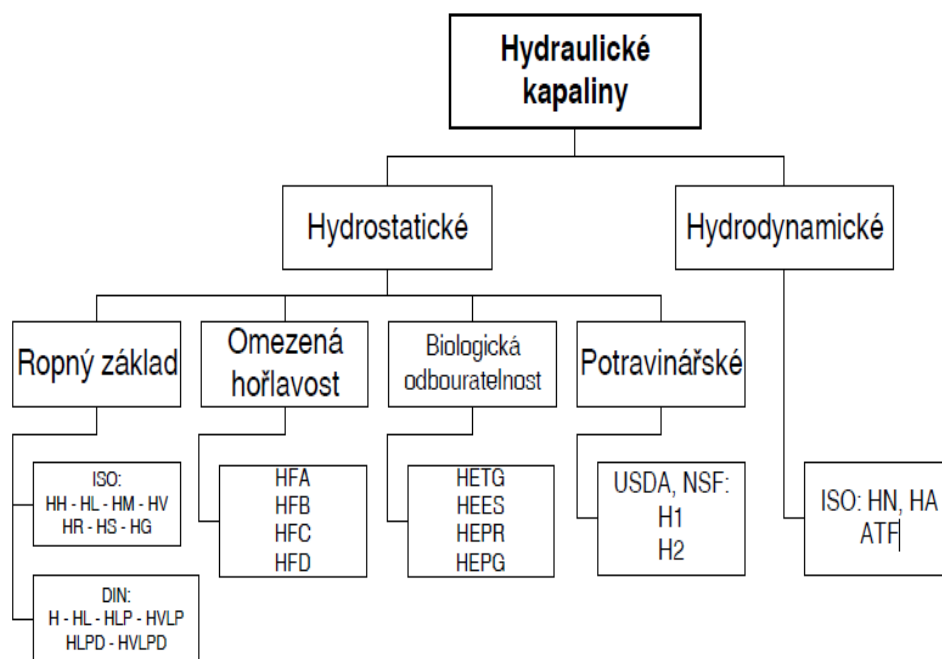 Hydraulické
kapaliny
Hydrostatické
Hydrodynamické
Ropný základ
Omezená
hořlavost
Biologická
odbouratelnost
Potravinářské
ISO:
HH - HL - HM - HV
HR - HS - HG
DIN:
H - HL - HLP - HVLP
HLPD - HVLPD
HFA
HFB
HFC
HFD
HETG
HEES
HEPR
HEPG
USDA, NSF:
H1
H2
ISO: HN, HA
ATF